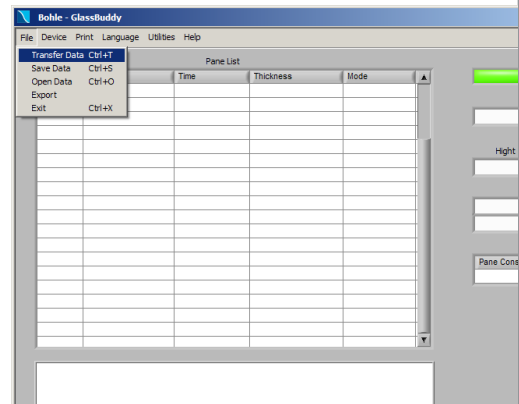 Bohle - GlassBuddy
File Device Print Language Utilities Help
Transfer Data Ctrl+T
Save Data Ctrl+S
Open Data Ctrl+O
Export
Exit Ctrl+X
Pane List
Time Thickness Mode
Hight
Pane Cons